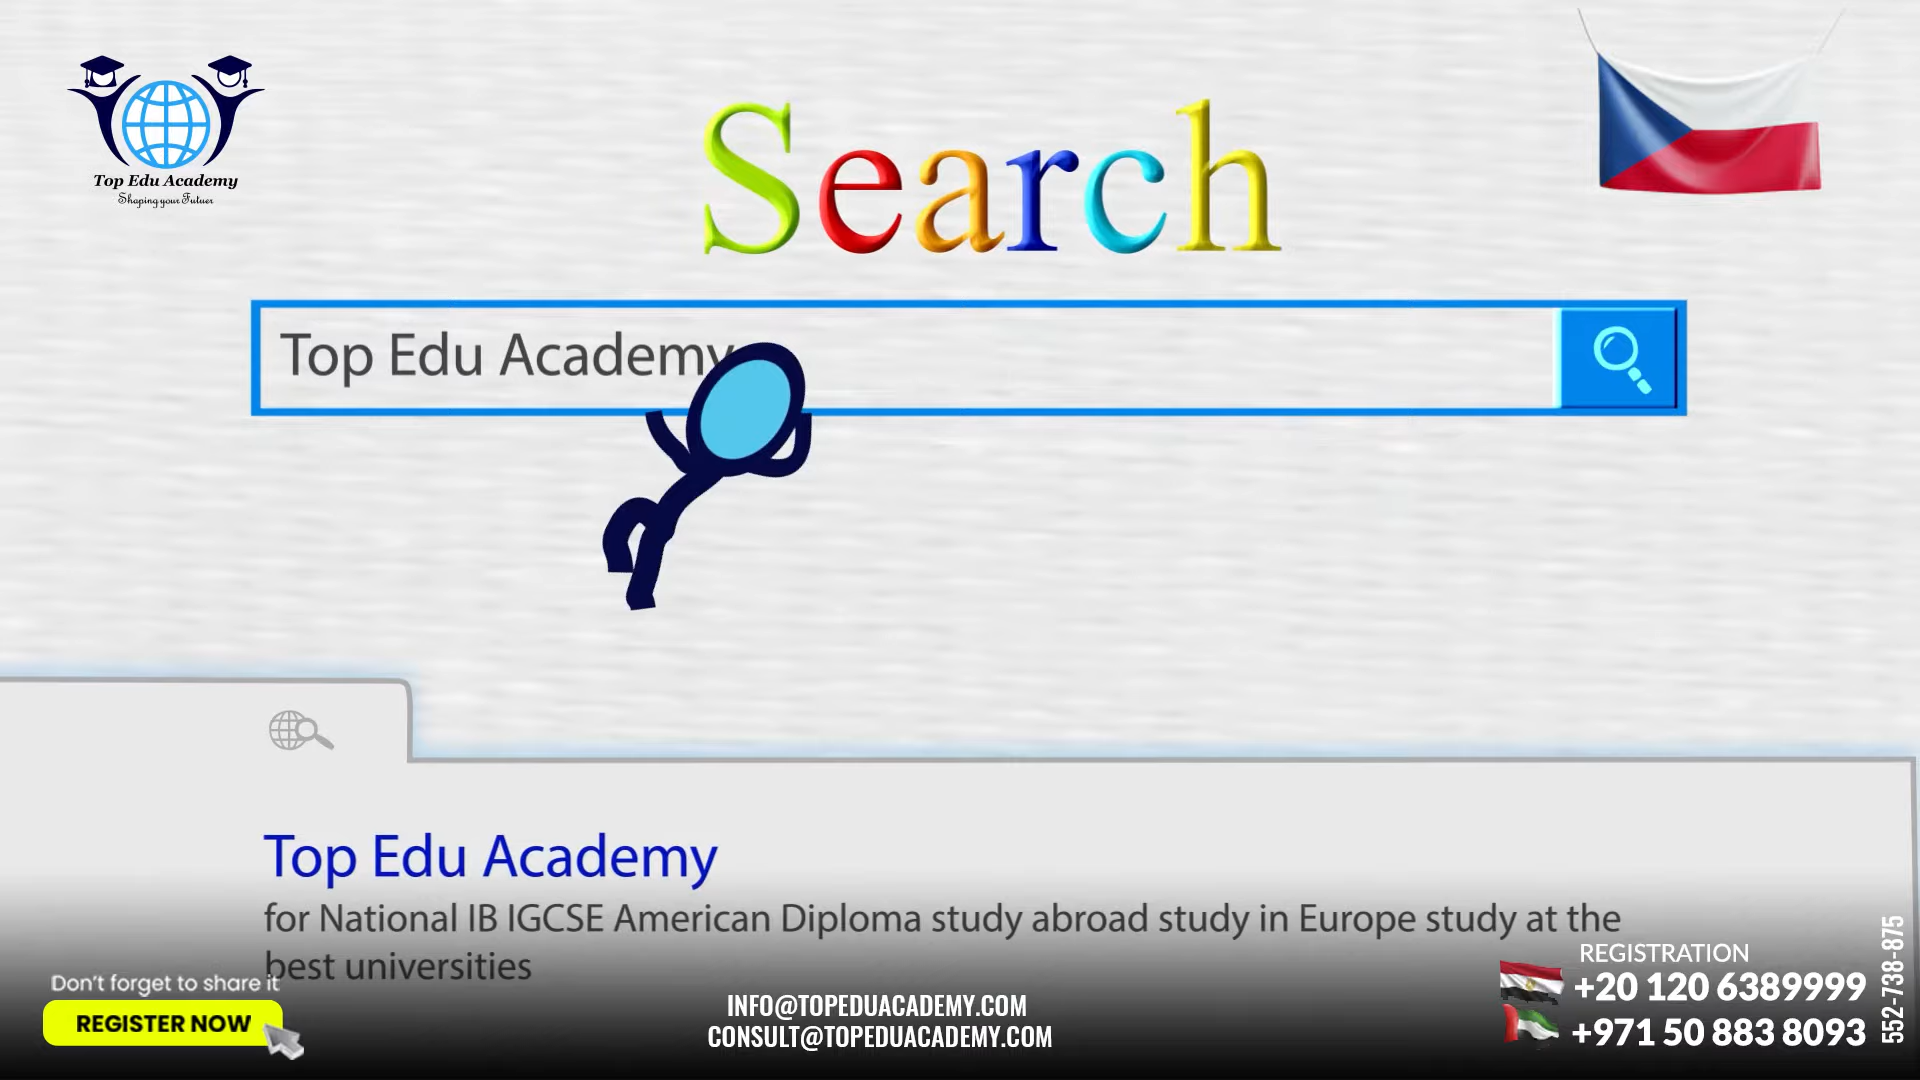 Top Edu Academy
Shaping your Futuer
Search
Top Edu Academy
Top Edu Academy
for National IB IGCSE American Diploma study abroad study in Europe study at the
best universities
Don't forget to share it
REGISTER NOW
INFO@TOPEDUACADEMY.COM
CONSULT@TOPEDUACADEMY.COM
REGISTRATION
+20 120 6389999
+971 50 883 8093
552-738-875